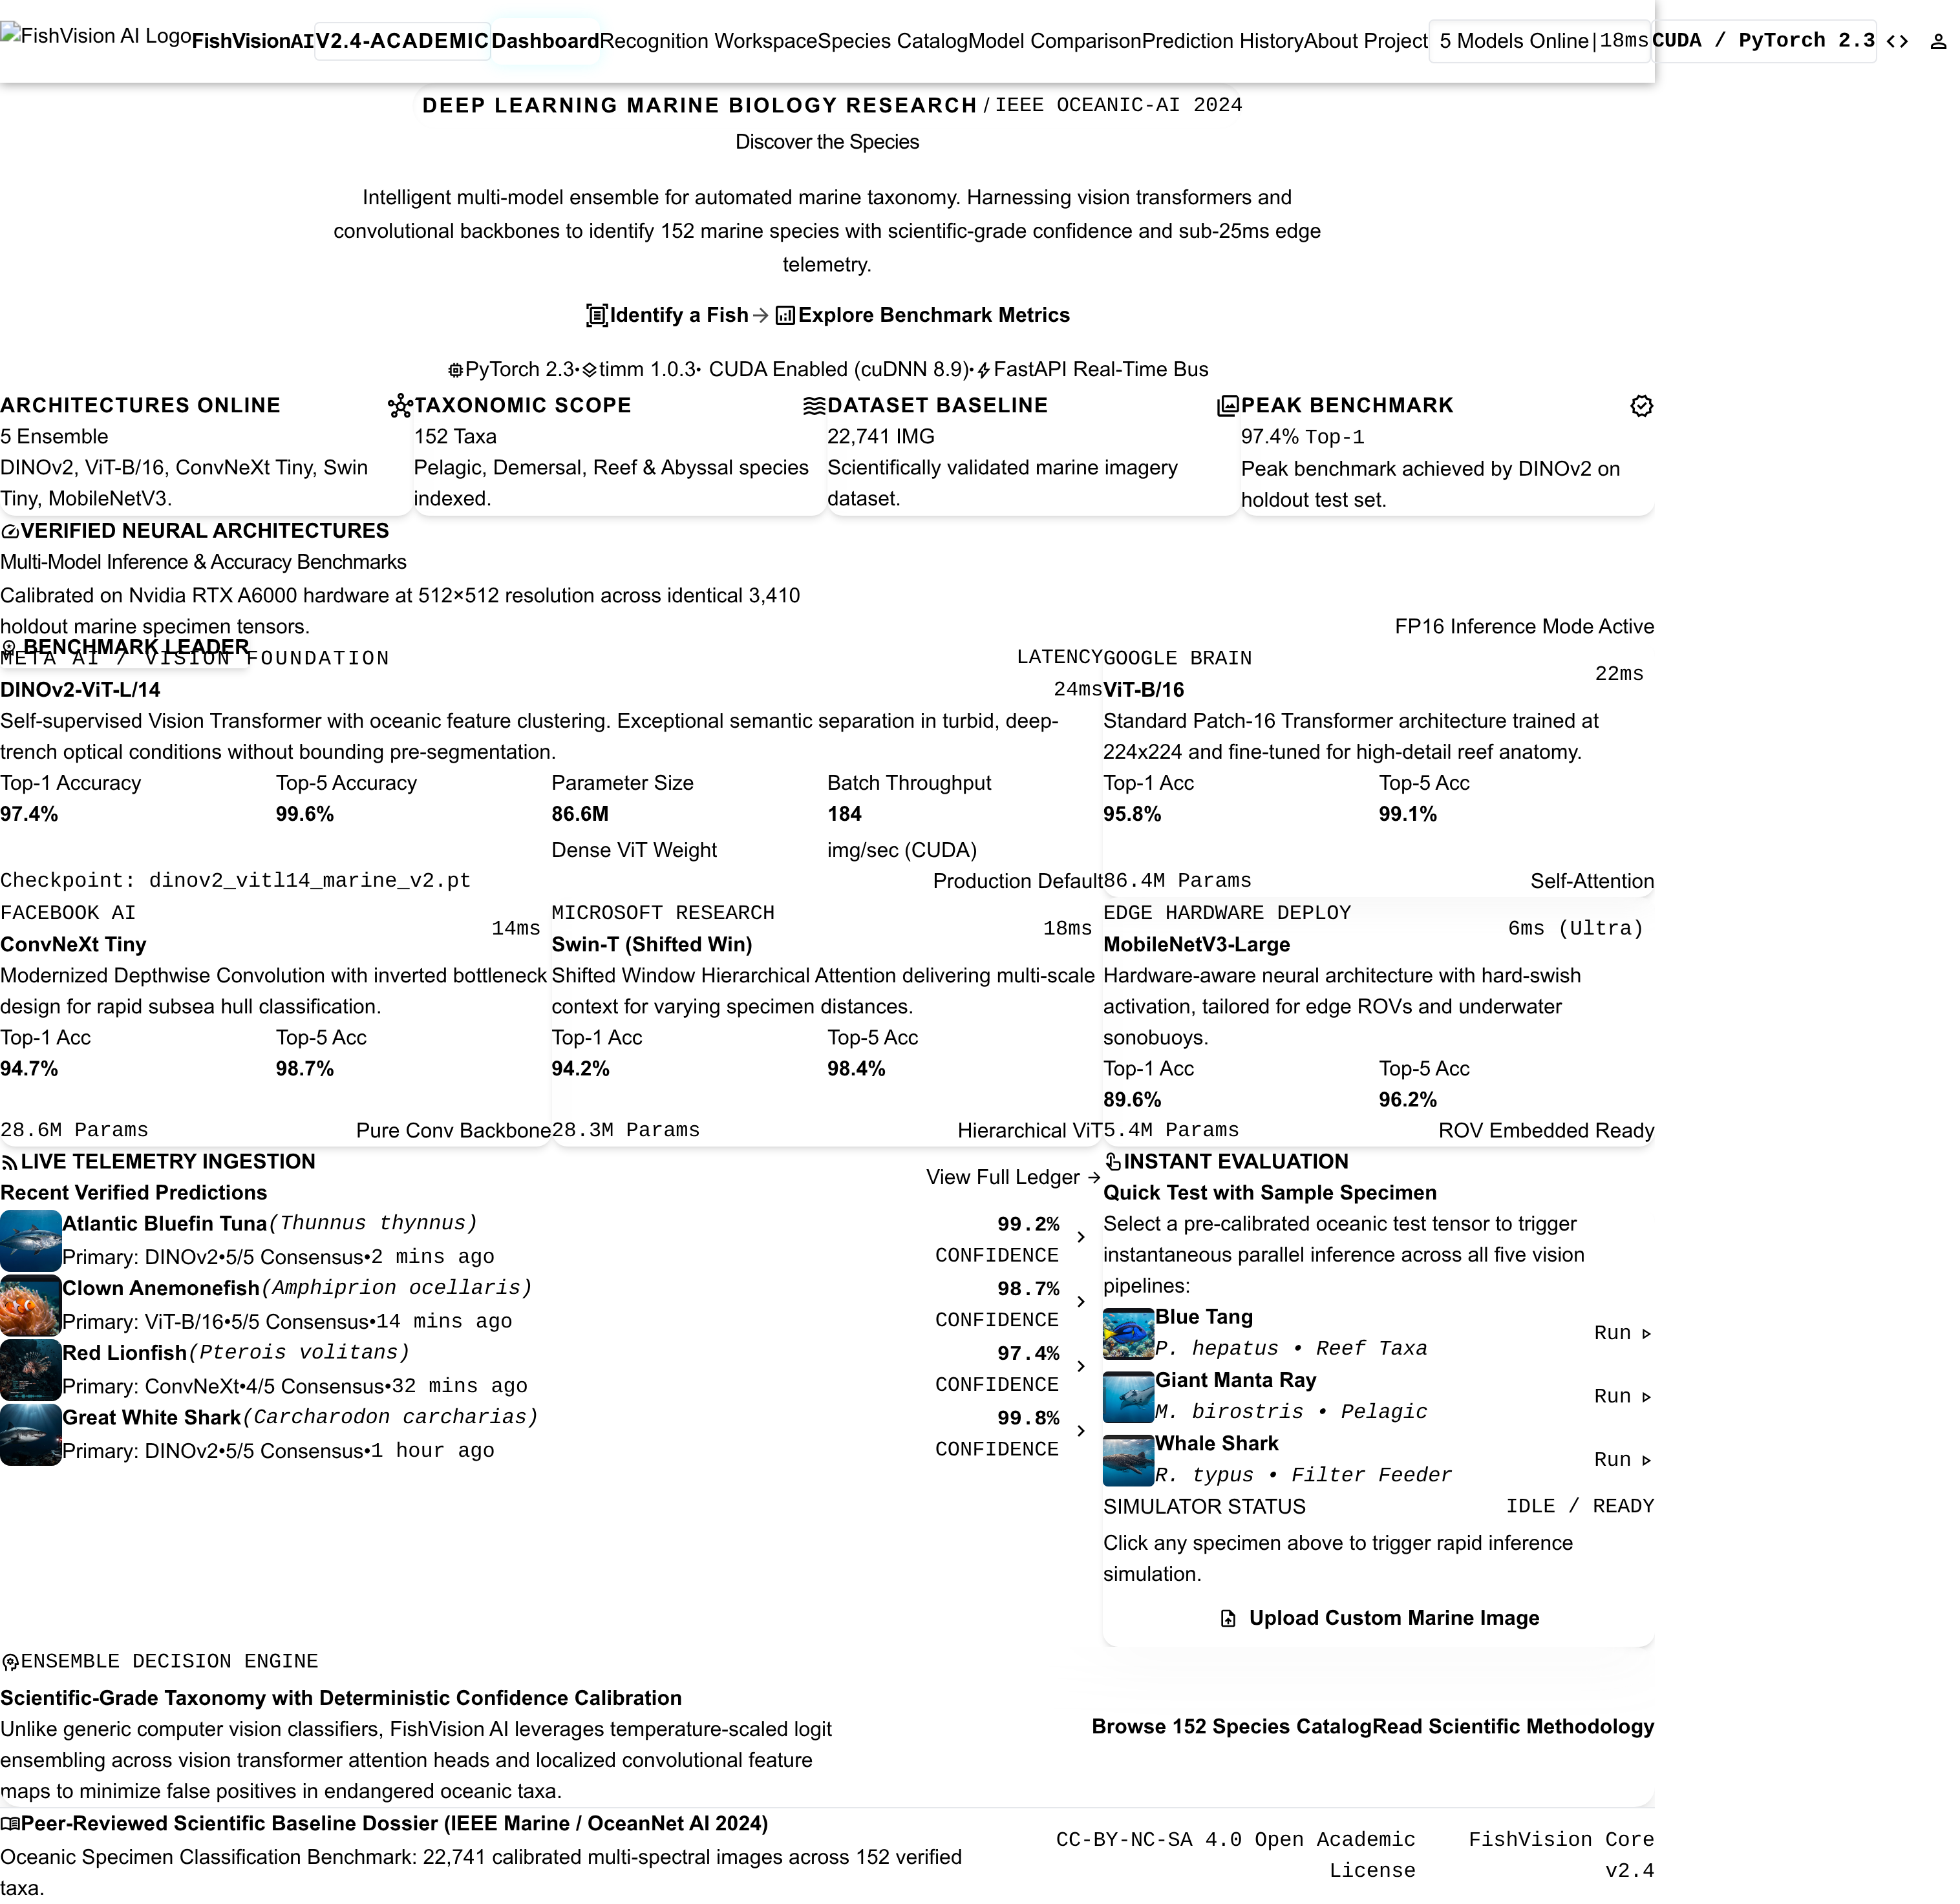 FishVision AI Logo FishVisionAI V2.4-ACADEMIC Dashboard Recognition Workspace Species Catalog Model Comparison Prediction History About Project 5 Models Online | 18ms CUDA / PyTorch 2.3
DEEP LEARNING MARINE BIOLOGY RESEARCH / IEEE OCEANIC-AI 2024
Discover the Species
Intelligent multi-model ensemble for automated marine taxonomy. Harnessing vision transformers and
convolutional backbones to identify 152 marine species with scientific-grade confidence and sub-25ms edge
telemetry.
Identify a Fish → Explore Benchmark Metrics
PyTorch 2.3 • timm 1.0.3 • CUDA Enabled (cuDNN 8.9) • FastAPI Real-Time Bus
ARCHITECTURES ONLINE
5 Ensemble
DINOv2, ViT-B/16, ConvNeXt Tiny, Swin
Tiny, MobileNetV3.
TAXONOMIC SCOPE
152 Taxa
Pelagic, Demersal, Reef & Abyssal species
indexed.
DATASET BASELINE
22,741 IMG
Scientifically validated marine imagery
dataset.
PEAK BENCHMARK
97.4% Top-1
Peak benchmark achieved by DINOv2 on
holdout test set.
VERIFIED NEURAL ARCHITECTURES
Multi-Model Inference & Accuracy Benchmarks
Calibrated on Nvidia RTX A6000 hardware at 512×512 resolution across identical 3,410
holdout marine specimen tensors.
FP16 Inference Mode Active
BENCHMARK LEADER
META AI / VISION FOUNDATION
LATENCY
DINOv2-ViT-L/14
24ms
Self-supervised Vision Transformer with oceanic feature clustering. Exceptional semantic separation in turbid, deep-
trench optical conditions without bounding pre-segmentation.
Top-1 Accuracy Top-5 Accuracy Parameter Size Batch Throughput
97.4% 99.6% 86.6M 184
Dense ViT Weight img/sec (CUDA)
Checkpoint: dinov2_vitl14_marine_v2.pt Production Default
GOOGLE BRAIN
22ms
ViT-B/16
Standard Patch-16 Transformer architecture trained at
224x224 and fine-tuned for high-detail reef anatomy.
Top-1 Acc Top-5 Acc
95.8% 99.1%
86.4M Params Self-Attention
FACEBOOK AI
14ms
ConvNeXt Tiny
Modernized Depthwise Convolution with inverted bottleneck
design for rapid subsea hull classification.
Top-1 Acc Top-5 Acc
94.7% 98.7%
28.6M Params Pure Conv Backbone
MICROSOFT RESEARCH
18ms
Swin-T (Shifted Win)
Shifted Window Hierarchical Attention delivering multi-scale
context for varying specimen distances.
Top-1 Acc Top-5 Acc
94.2% 98.4%
28.3M Params Hierarchical ViT
EDGE HARDWARE DEPLOY
6ms (Ultra)
MobileNetV3-Large
Hardware-aware neural architecture with hard-swish
activation, tailored for edge ROVs and underwater
sonobuoys.
Top-1 Acc Top-5 Acc
89.6% 96.2%
5.4M Params ROV Embedded Ready
LIVE TELEMETRY INGESTION
Recent Verified Predictions
View Full Ledger →
Atlantic Bluefin Tuna (Thunnus thynnus) 99.2%
Primary: DINOv2•5/5 Consensus•2 mins ago CONFIDENCE
Clown Anemonefish (Amphiprion ocellaris) 98.7%
Primary: ViT-B/16•5/5 Consensus•14 mins ago CONFIDENCE
Red Lionfish (Pterois volitans) 97.4%
Primary: ConvNeXt•4/5 Consensus•32 mins ago CONFIDENCE
Great White Shark (Carcharodon carcharias) 99.8%
Primary: DINOv2•5/5 Consensus•1 hour ago CONFIDENCE
INSTANT EVALUATION
Quick Test with Sample Specimen
Select a pre-calibrated oceanic test tensor to trigger
instantaneous parallel inference across all five vision
pipelines:
Blue Tang
P. hepatus • Reef Taxa
Run
Giant Manta Ray
M. birostris • Pelagic
Run
Whale Shark
R. typus • Filter Feeder
Run
SIMULATOR STATUS IDLE / READY
Click any specimen above to trigger rapid inference
simulation.
Upload Custom Marine Image
ENSEMBLE DECISION ENGINE
Scientific-Grade Taxonomy with Deterministic Confidence Calibration
Unlike generic computer vision classifiers, FishVision AI leverages temperature-scaled logit
ensembling across vision transformer attention heads and localized convolutional feature
maps to minimize false positives in endangered oceanic taxa.
Browse 152 Species Catalog Read Scientific Methodology
Peer-Reviewed Scientific Baseline Dossier (IEEE Marine / OceanNet AI 2024)
Oceanic Specimen Classification Benchmark: 22,741 calibrated multi-spectral images across 152 verified
taxa.
CC-BY-NC-SA 4.0 Open Academic
License
FishVision Core
v2.4